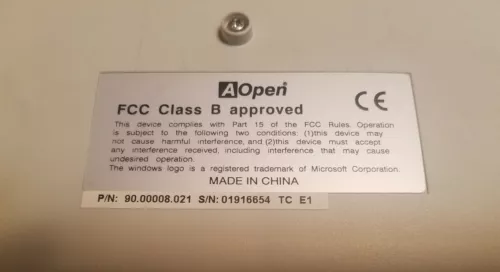 AOpen
FCC Class B approved
CE
This device complies with Part 15 of the FCC Rules. Operation
is subject to the following two conditions: (1)this device may
not cause harmful interference, and (2)this device must accept
any interference received, including interference that may cause
undesired operation.
The windows logo is a registered trademark of Microsoft Corporation.
MADE IN CHINA
P/N: 90.00008.021 S/N: 01916654 TC E1